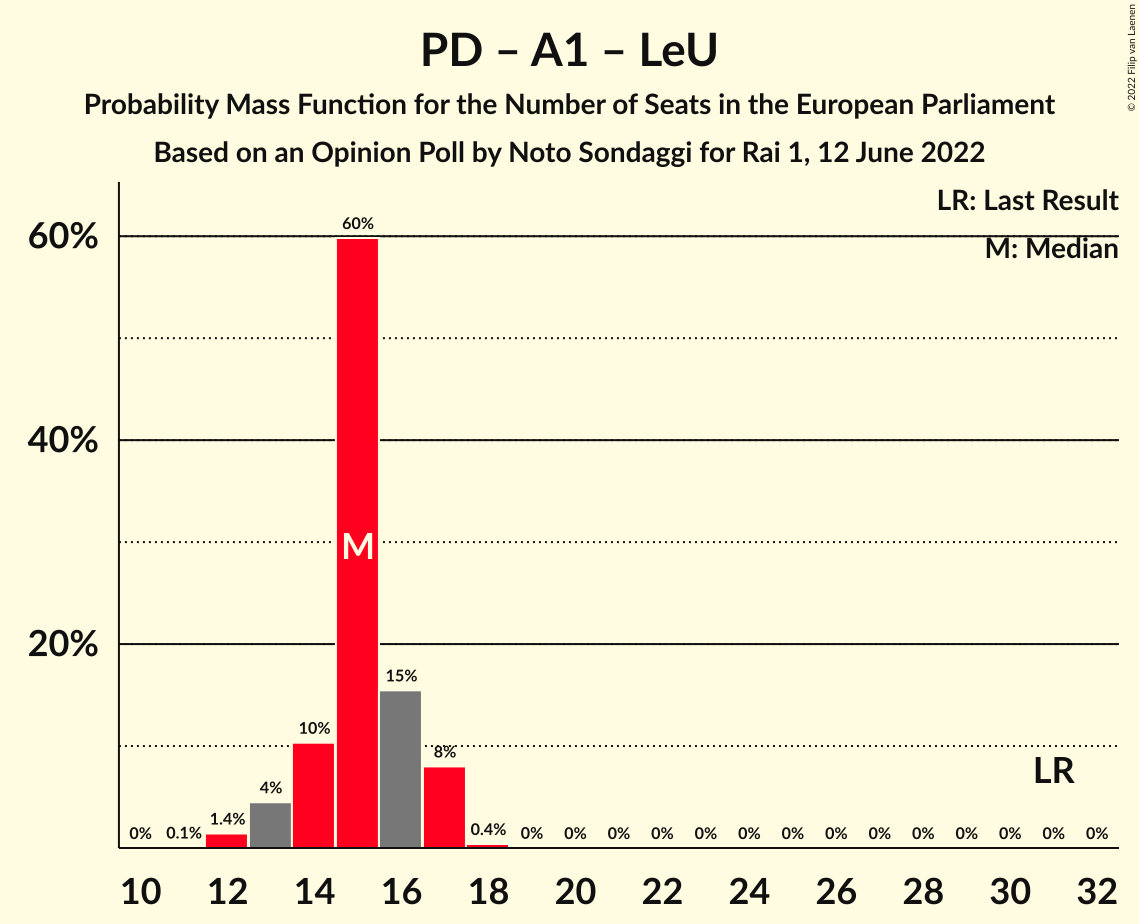 PD – A1 – LeU
Probability Mass Function for the Number of Seats in the European Parliament
Based on an Opinion Poll by Noto Sondaggi for Rai 1, 12 June 2022
© 2022 Filip van Laenen
LR: Last Result
M: Median
60%
40%
20%
0% 0.1% 1.4% 4% 10% 60% 15% 8% 0.4% 0% 0% 0% 0% 0% 0% 0% 0% 0% 0% 0% 0% 0% 0%
M
LR
10 12 14 16 18 20 22 24 26 28 30 32